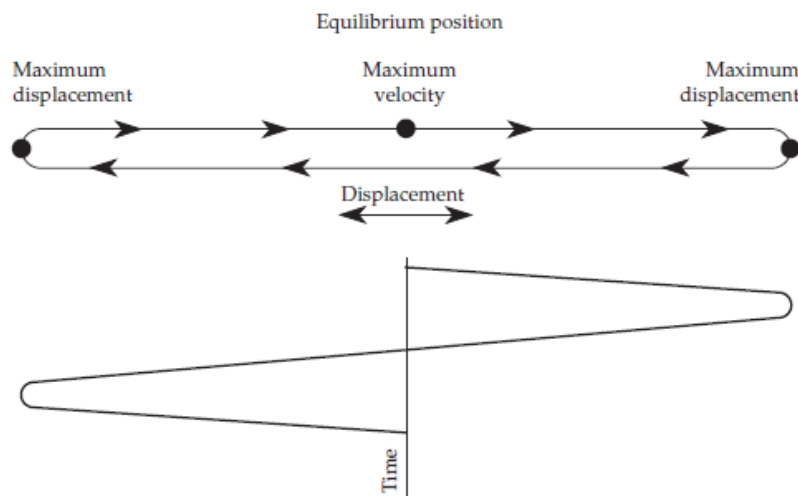 Equilibrium position
Maximum
displacement
Maximum
velocity
Maximum
displacement
Displacement
Time